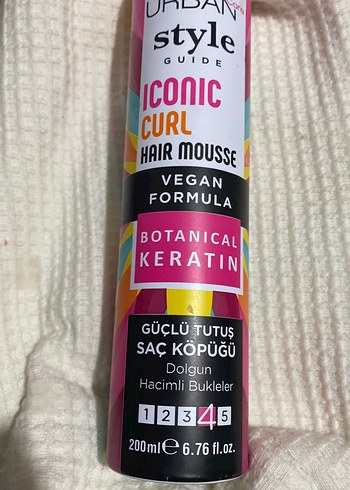 URBAN Care
style
GUIDE
ICONIC
CURL
HAIR MOUSSE
VEGAN
FORMULA
BOTANICAL
KERATIN
GÜÇLÜ TUTUŞ
SAÇ KÖPÜĞÜ
Dolgun
Hacimli Bukleler
1 2 3 4 5
200ml ℮ 6.76 fl.oz.